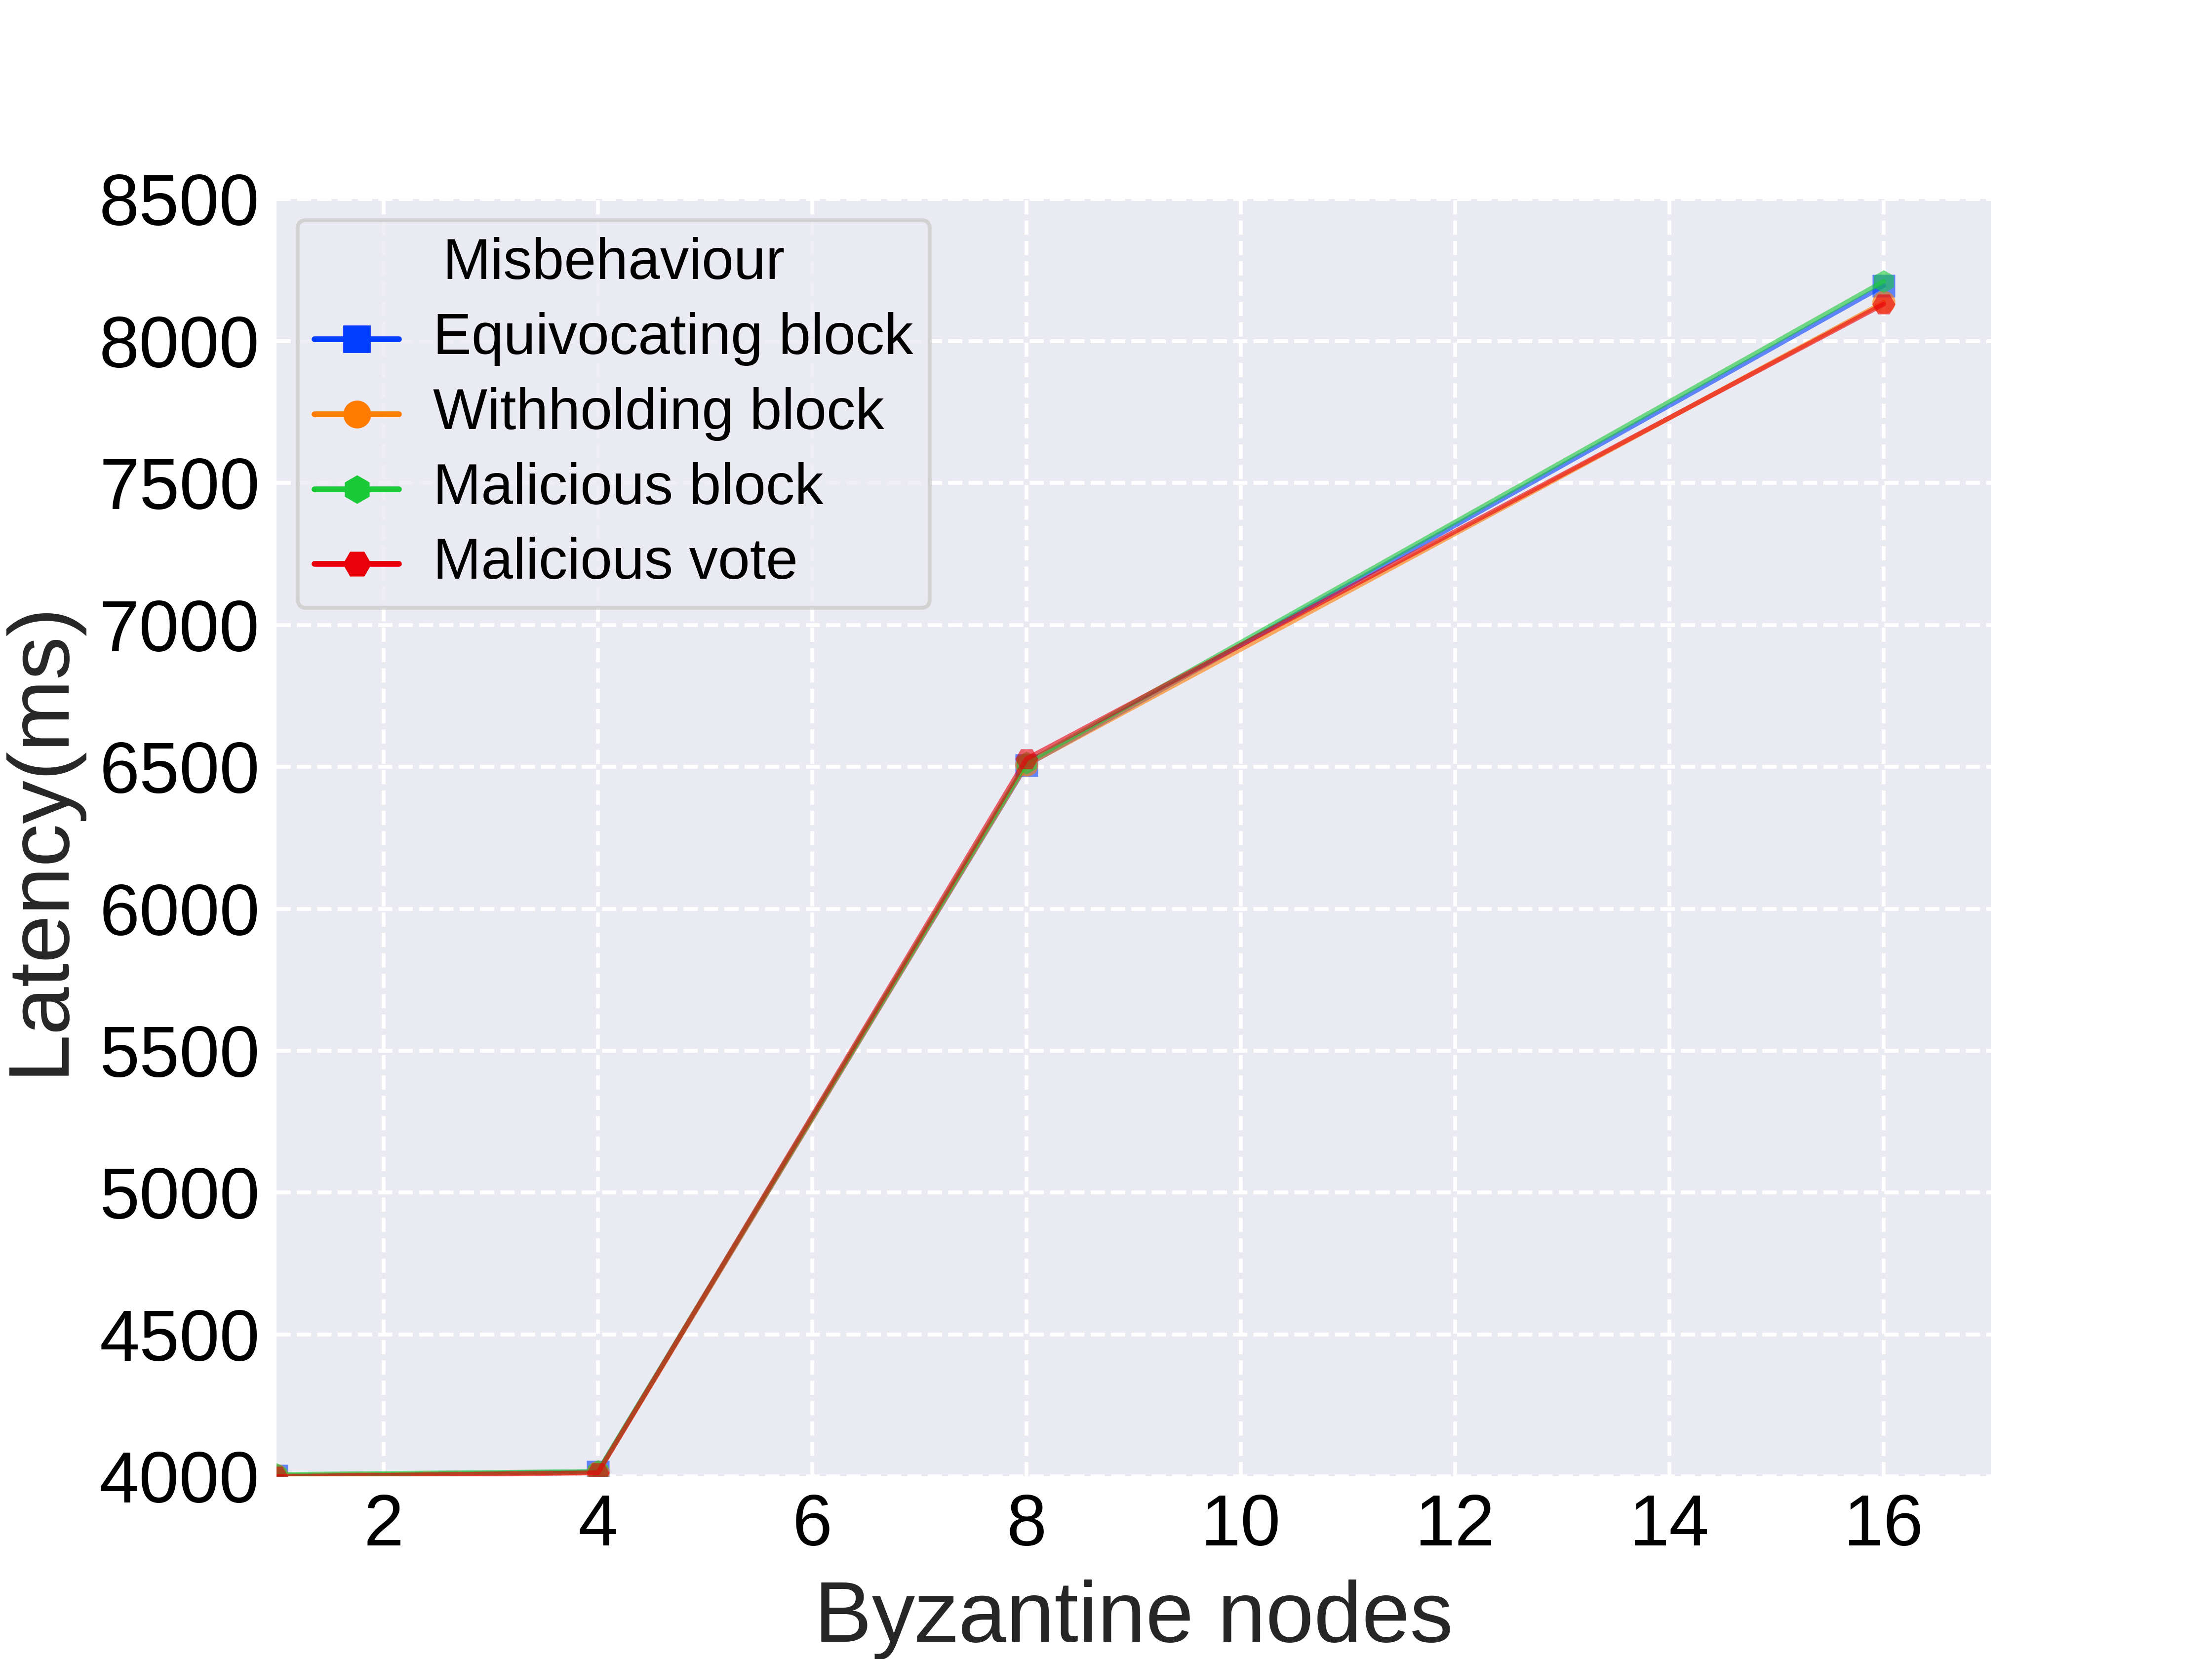 8500
8000
7500
7000
6500
6000
5500
5000
4500
4000
Latency(ms)
Misbehaviour
Equivocating block
Withholding block
Malicious block
Malicious vote
2 4 6 8 10 12 14 16
Byzantine nodes